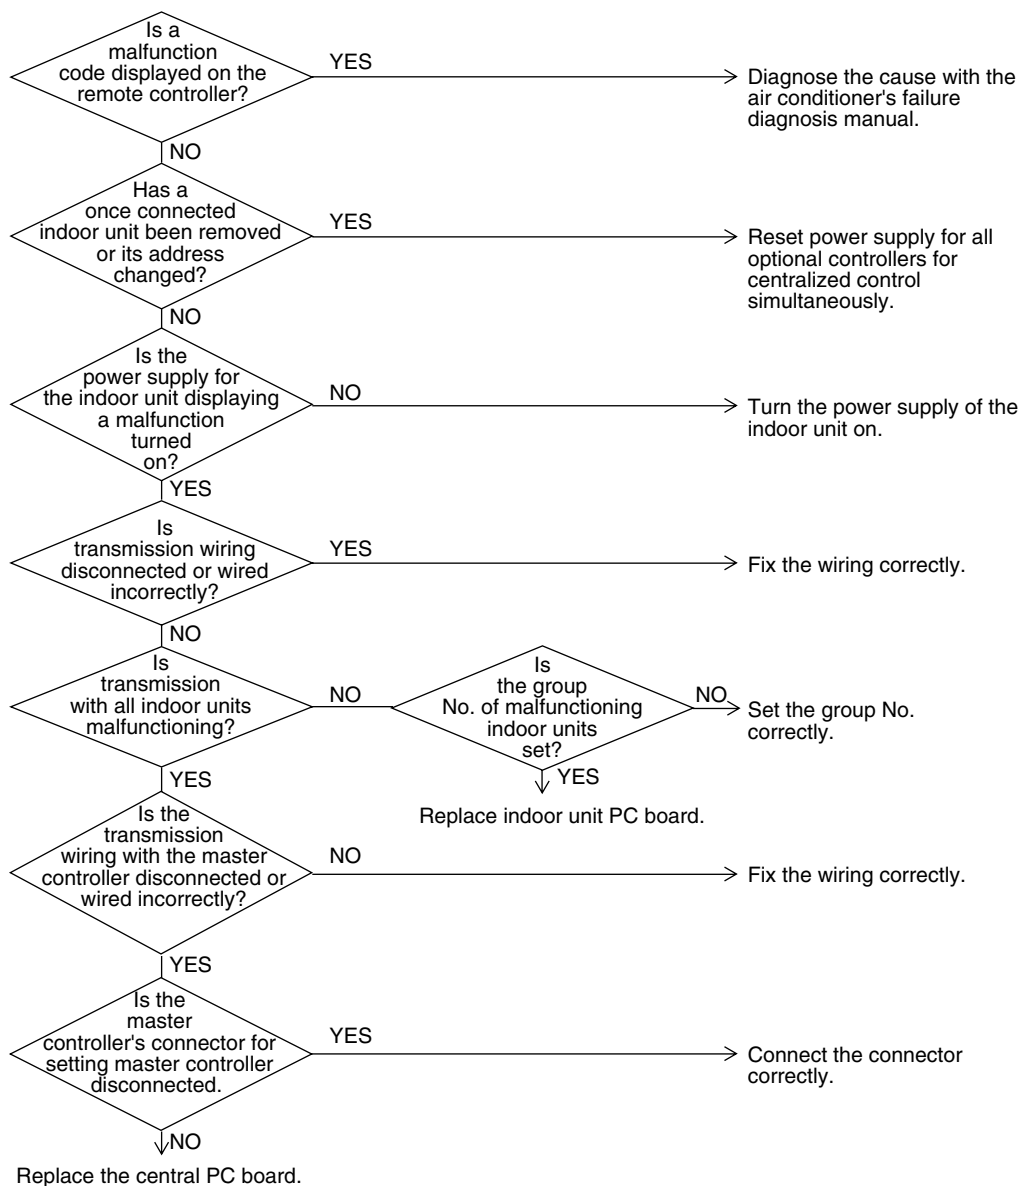 Is a
malfunction
code displayed on the
remote controller?
YES
Diagnose the cause with the
air conditioner's failure
diagnosis manual.
NO
Has a
once connected
indoor unit been removed
or its address
changed?
YES
Reset power supply for all
optional controllers for
centralized control
simultaneously.
NO
Is the
power supply for
the indoor unit displaying
a malfunction
turned
on?
NO
Turn the power supply of the
indoor unit on.
YES
Is
transmission wiring
disconnected or wired
incorrectly?
YES
Fix the wiring correctly.
NO
Is
transmission
with all indoor units
malfunctioning?
NO
Is
the group
No. of malfunctioning
indoor units
set?
NO
Set the group No.
correctly.
YES
Replace indoor unit PC board.
YES
Is the
transmission
wiring with the master
controller disconnected or
wired incorrectly?
NO
Fix the wiring correctly.
YES
Is the
master
controller's connector for
setting master controller
disconnected.
YES
Connect the connector
correctly.
NO
Replace the central PC board.